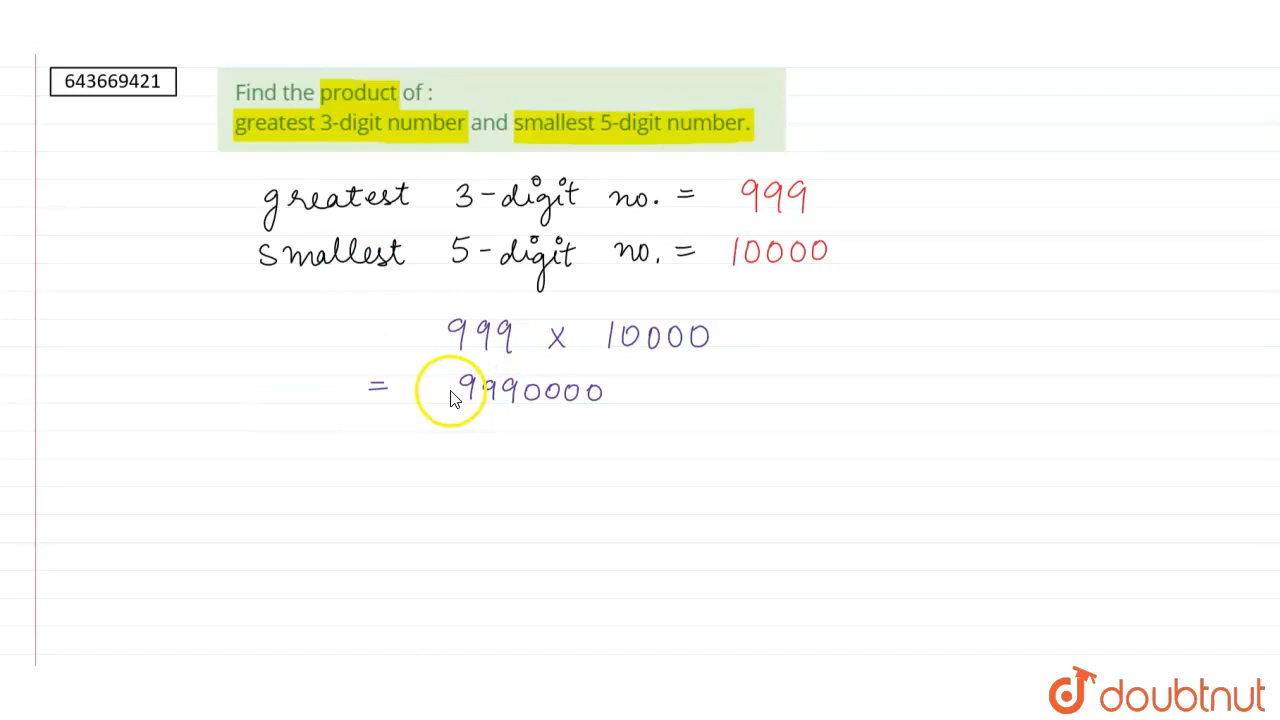 643669421
Find the product of :
greatest 3-digit number and smallest 5-digit number.
greatest 3-digit no. = 999
smallest 5-digit no. = 10000
999 x 10000
= 9990000
doubtnut